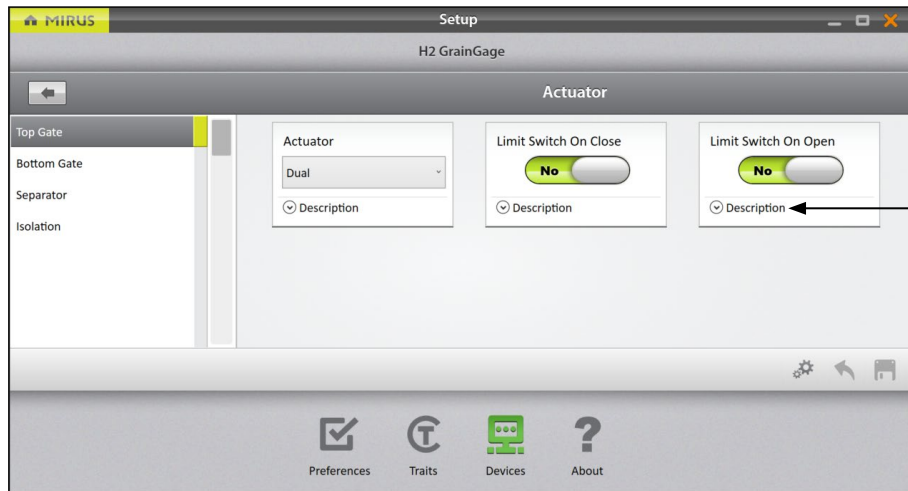 MIRUS
Setup
H2 GrainGage
Actuator
Top Gate
Bottom Gate
Separator
Isolation
Actuator
Dual
Description
Limit Switch On Close
No
Description
Limit Switch On Open
No
Description
Preferences
Traits
Devices
About